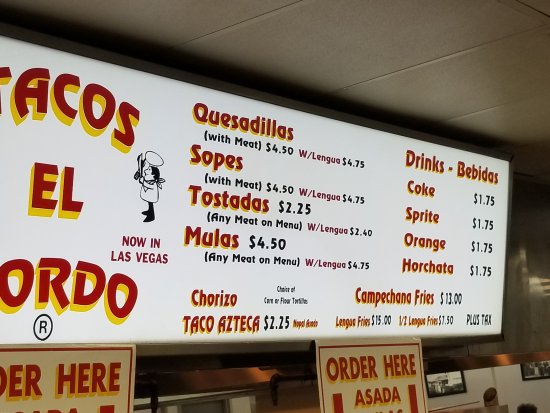 TACOS
EL
GORDO
®
NOW IN
LAS VEGAS
Quesadillas
(with Meat) $4.50 W/Lengua $4.75
Sopes
(with Meat) $4.50 W/Lengua $4.75
Tostadas $2.25
(Any Meat on Menu) W/Lengua $2.40
Mulas $4.50
(Any Meat on Menu) W/Lengua $4.75
Choice of
Chorizo Corn or Flour Tortillas
TACO AZTECA $2.25 Nopal Asado
Drinks - Bebidas
Coke $1.75
Sprite $1.75
Orange $1.75
Horchata $1.75
Campechana Fries $13.00
Lengua Fries $15.00 1/2 Lengua Fries $7.50 PLUS TAX
DER HERE
ASADA
ORDER HERE
ASADA